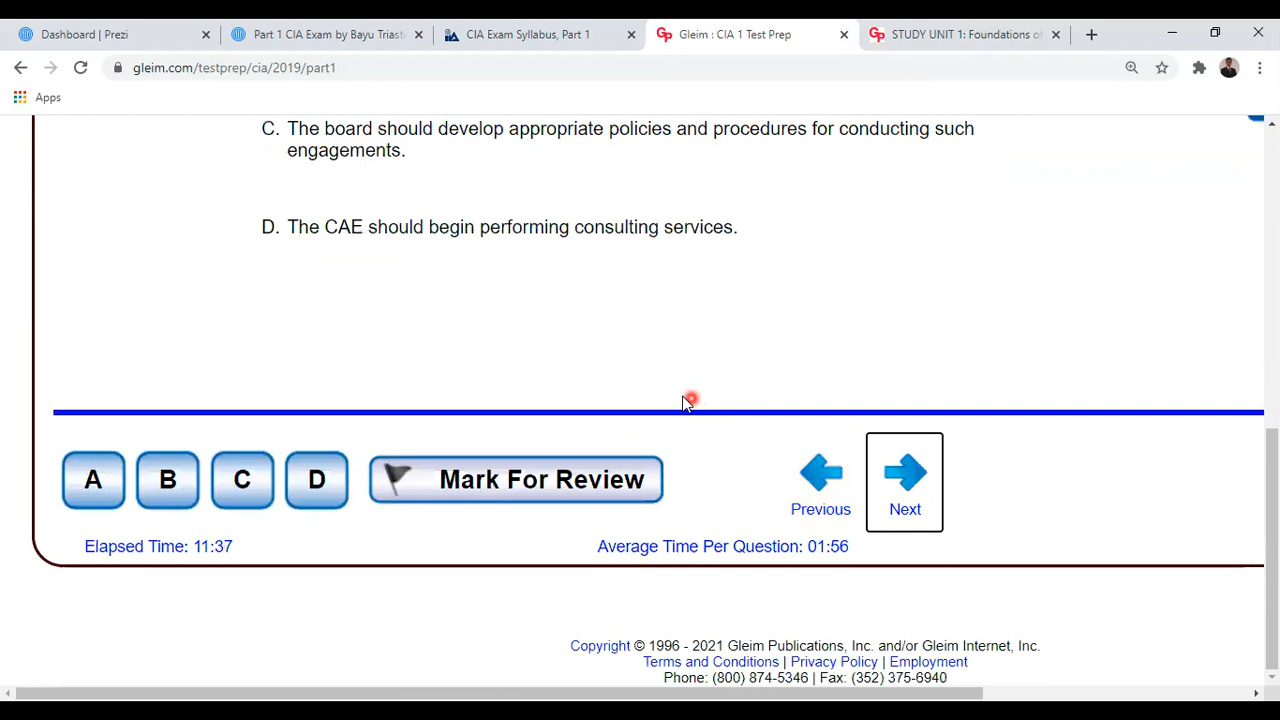 Dashboard | Prezi
Part 1 CIA Exam by Bayu
CIA Exam Syllabus, Part 1
Gleim : CIA 1 Test Prep
STUDY UNIT 1: Foundations of
gleim.com/testprep/cia/2019/part1
Apps
C. The board should develop appropriate policies and procedures for conducting such
engagements.
D. The CAE should begin performing consulting services.
A
B
C
D
Mark For Review
Previous
Next
Elapsed Time: 11:37
Average Time Per Question: 01:56
Copyright © 1996 - 2021 Gleim Publications, Inc. and/or Gleim Internet, Inc.
Terms and Conditions | Privacy Policy | Employment
Phone: (800) 874-5346 | Fax: (352) 375-6940